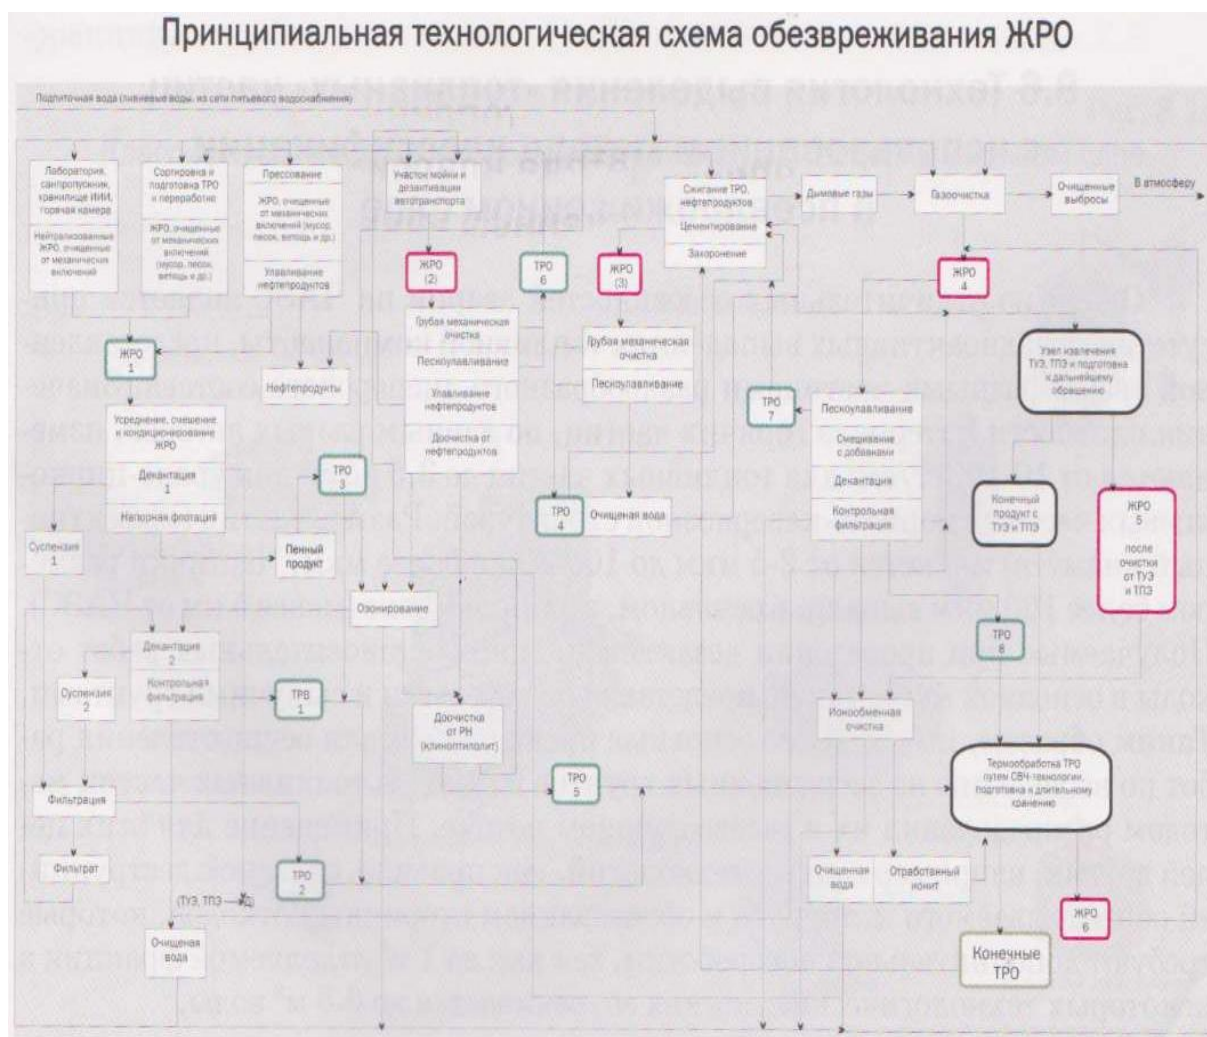 Принципиальная технологическая схема обезвреживания ЖРО
Подпиточная вода (ливневые воды, из сети питьевого водоснабжения)
Лаборатория,
санпропускник,
хранилище ИИИ,
горячая камера
Нейтрализованные
ЖРО, очищенные
от механических
включений
Сортировка и
подготовка ТРО
к переработке
ЖРО, очищенные
от механических
включений
(мусор, песок,
ветошь и др.)
Прессование
ЖРО, очищенные
от механических
включений (мусор,
песок, ветошь и др.)
Улавливание
нефтепродуктов
Участок мойки и
дезактивации
автотранспорта
Сжигание ТРО,
нефтепродуктов
Цементирование
Захоронение
Дымовые газы
Газоочистка
Очищенные
выбросы
В атмосферу
ЖРО
(2)
ТРО
6
ЖРО
(3)
ЖРО
4
ЖРО
1
Нефтепродукты
Грубая механическая
очистка
Пескоулавливание
Улавливание
нефтепродуктов
Доочистка от
нефтепродуктов
Грубая механическая
очистка
Пескоулавливание
ТРО
7
Пескоулавливание
Смешивание
с добавками
Декантация
Контрольная
фильтрация
Узел извлечения
ТУЭ, ТПЭ и подготовка
к дальнейшему
обращению
Усреднение, смешение
и кондиционирование
ЖРО
Декантация
1
Напорная флотация
ТРО
3
ТРО
4
Очищеная вода
Конечный
продукт с
ТУЭ и ТПЭ
ЖРО
5
после
очистки
от ТУЭ
и ТПЭ
Суспензия
1
Пенный
продукт
Озонирование
ТРО
8
Декантация
2
Контрольная
фильтрация
Суспензия
2
ТРВ
1
Доочистка
от РН
(клиноптилолит)
Ионообменная
очистка
Термообработка ТРО
путем СВЧ-технологии,
подготовка к длительному
хранению
ТРО
5
Фильтрация
Фильтрат
ТРО
2
(ТУЭ, ТПЭ
Очищенная
вода
Отработанный
ионит
ЖРО
6
Очищеная
вода
Конечные
ТРО